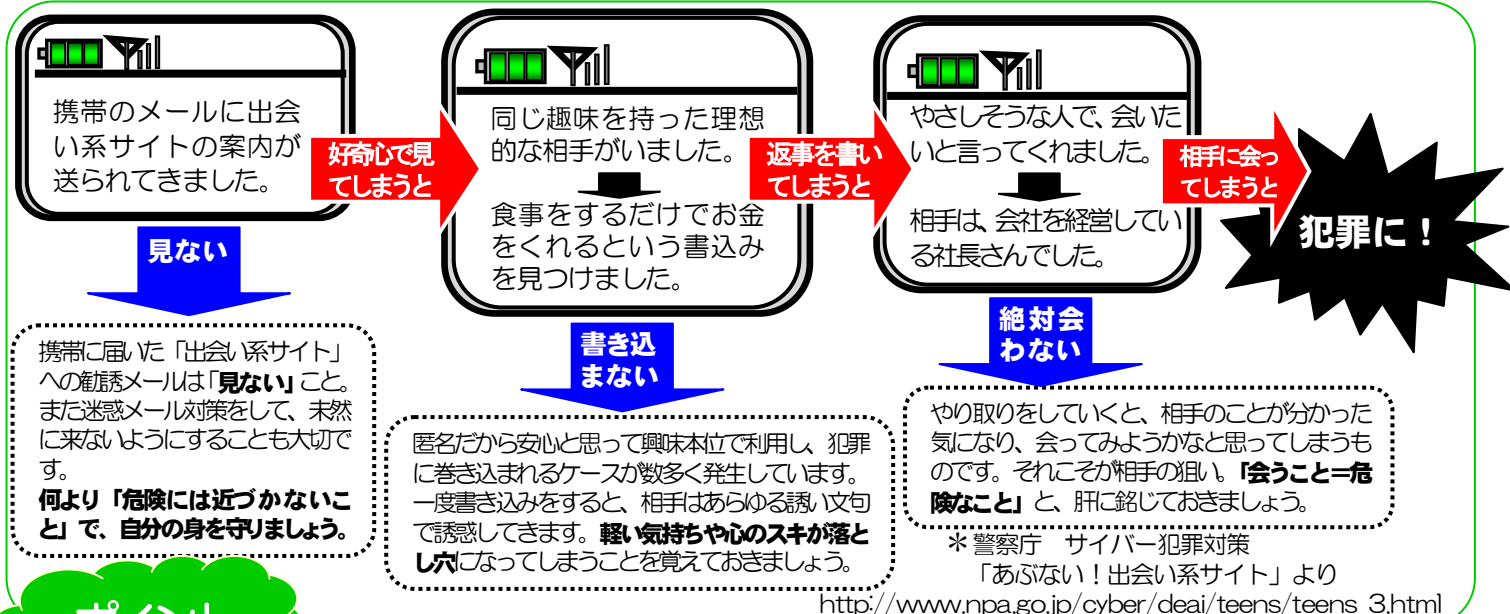 携帯のメールに出会
い系サイトの案内が
送られてきました。
好奇心で見
てしまうと
同じ趣味を持った理想
的な相手がいました。
食事をするだけでお金
をくれるという書込み
を見つけました。
返事を書い
てしまうと
やさしそうな人で、会いた
いと言ってくれました。
相手は、会社を経営してい
る社長さんでした。
相手に会っ
てしまうと
犯罪に！
見ない
携帯に届いた「出会い系サイト」
への勧誘メールは「見ない」こと。
また迷惑メール対策をして、未然
に来ないようにすることも大切で
す。
何より「危険には近づかないこ
と」で、自分の身を守りましょう。
書き込
まない
匿名だから安心と思って興味本位で利用し、犯罪
に巻き込まれるケースが数多く発生しています。
一度書き込みをすると、相手はあらゆる誘い文句
で誘惑してきます。軽い気持ちや心のスキが落と
し穴になってしまうことを覚えておきましょう。
絶対会
わない
やり取りをしていくと、相手のことが分かった
気になり、会ってみようかなと思ってしまうも
のです。それこそが相手の狙い。「会うこと＝危
険なこと」と、肝に銘じておきましょう。
＊警察庁　サイバー犯罪対策
「あぶない！出会い系サイト」より
http://www.npa.go.jp/cyber/deai/teens/teens_3.html
ポイント